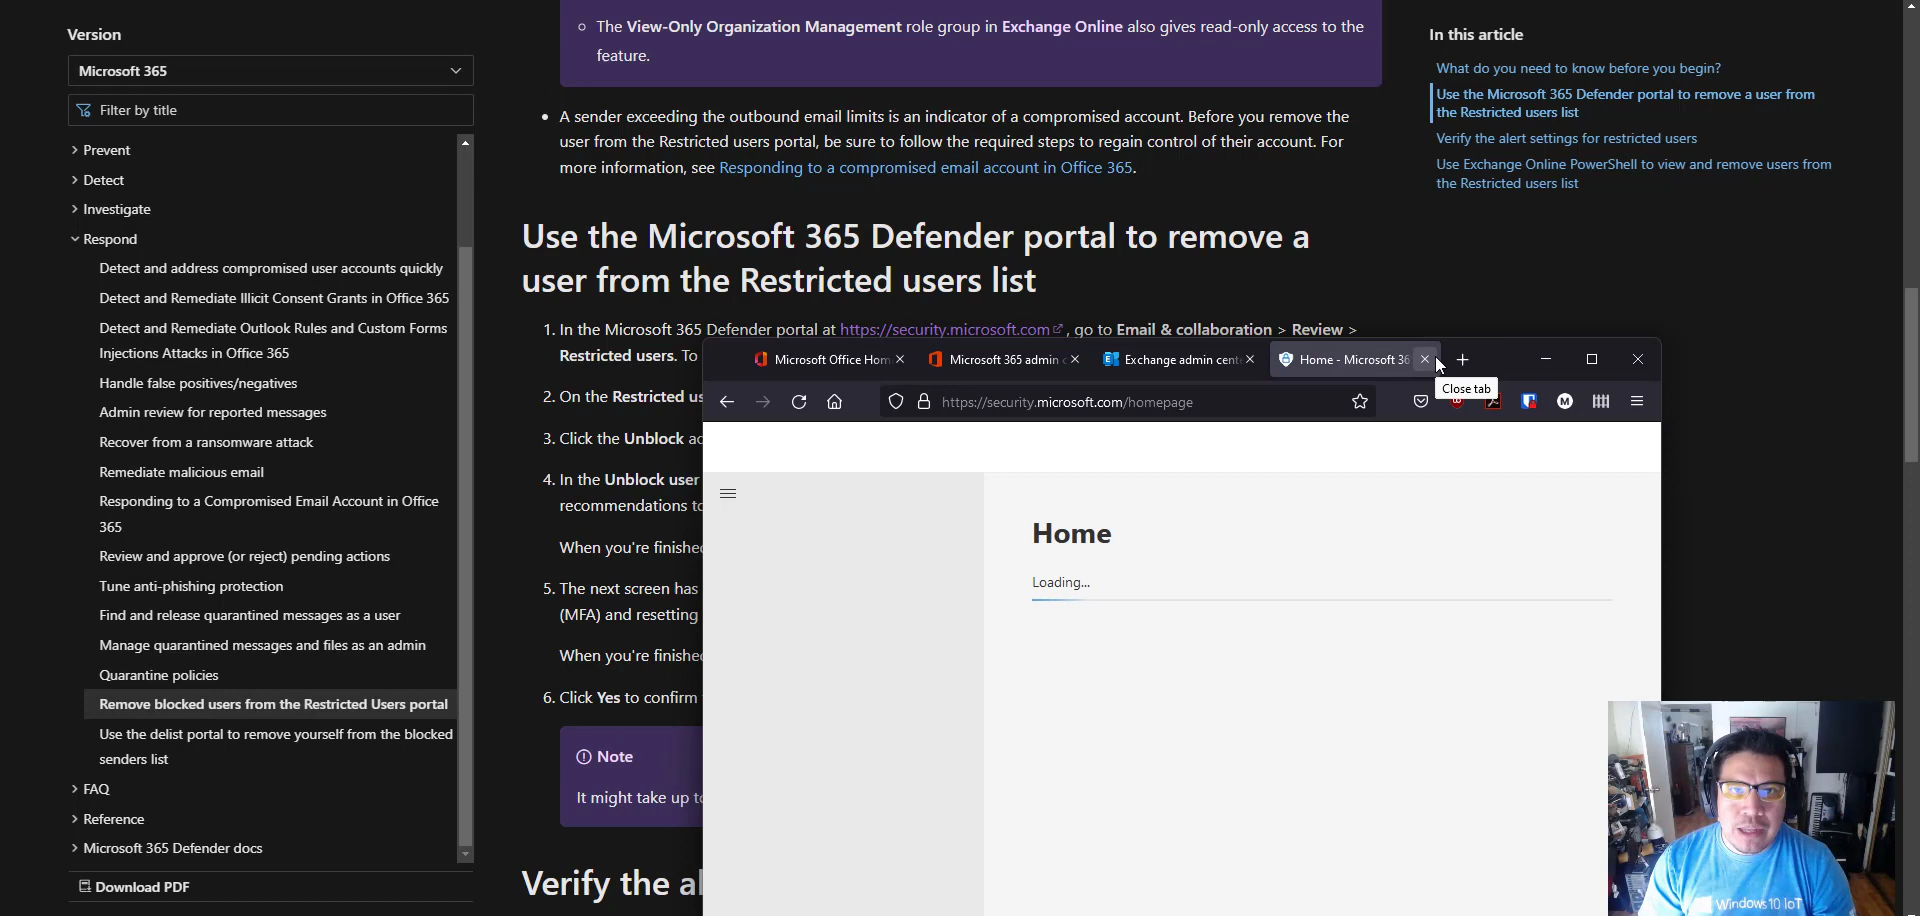 Version
Microsoft 365
Filter by title
Prevent
Detect
Investigate
Respond
Detect and address compromised user accounts quickly
Detect and Remediate Illicit Consent Grants in Office 365
Detect and Remediate Outlook Rules and Custom Forms
Injections Attacks in Office 365
Handle false positives/negatives
Admin review for reported messages
Recover from a ransomware attack
Remediate malicious email
Responding to a Compromised Email Account in Office
365
Review and approve (or reject) pending actions
Tune anti-phishing protection
Find and release quarantined messages as a user
Manage quarantined messages and files as an admin
Quarantine policies
Remove blocked users from the Restricted Users portal
Use the delist portal to remove yourself from the blocked
senders list
FAQ
Reference
Microsoft 365 Defender docs
Download PDF
The View-Only Organization Management role group in Exchange Online also gives read-only access to the
feature.
A sender exceeding the outbound email limits is an indicator of a compromised account. Before you remove the
user from the Restricted users portal, be sure to follow the required steps to regain control of their account. For
more information, see Responding to a compromised email account in Office 365.
Use the Microsoft 365 Defender portal to remove a
user from the Restricted users list
1. In the Microsoft 365 Defender portal at https://security.microsoft.com , go to Email & collaboration > Review >
Restricted users. To
2. On the Restricted us
3. Click the Unblock ac
4. In the Unblock user
recommendations to
When you're finished
5. The next screen has
(MFA) and resetting
When you're finished
6. Click Yes to confirm
Note
It might take up to
Verify the al
In this article
What do you need to know before you begin?
Use the Microsoft 365 Defender portal to remove a user from
the Restricted users list
Verify the alert settings for restricted users
Use Exchange Online PowerShell to view and remove users from
the Restricted users list
Microsoft Office Hom
Microsoft 365 admin c
Exchange admin cente
Home - Microsoft 36
Close tab
https://security.microsoft.com/homepage
M
Home
Loading...
Windows 10 IoT